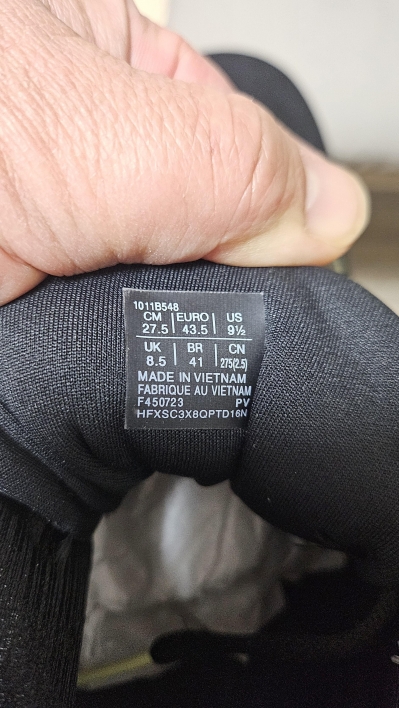 1011B548
CM | EURO | US
27.5 | 43.5 | 9½
UK | BR | CN
8.5 | 41 | 275(2.5)
MADE IN VIETNAM
FABRIQUE AU VIETNAM
F450723 PV
HFXSC3X8QPTD16N